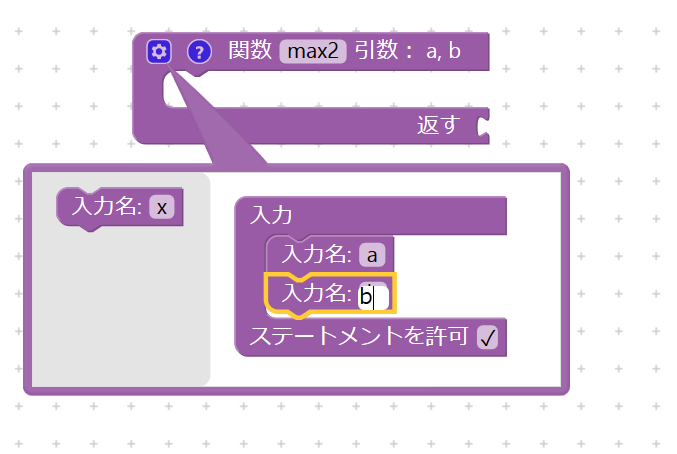 ? 関数 max2 引数： a, b
返す
入力名: x
入力
入力名: a
入力名: b
ステートメントを許可 ✓